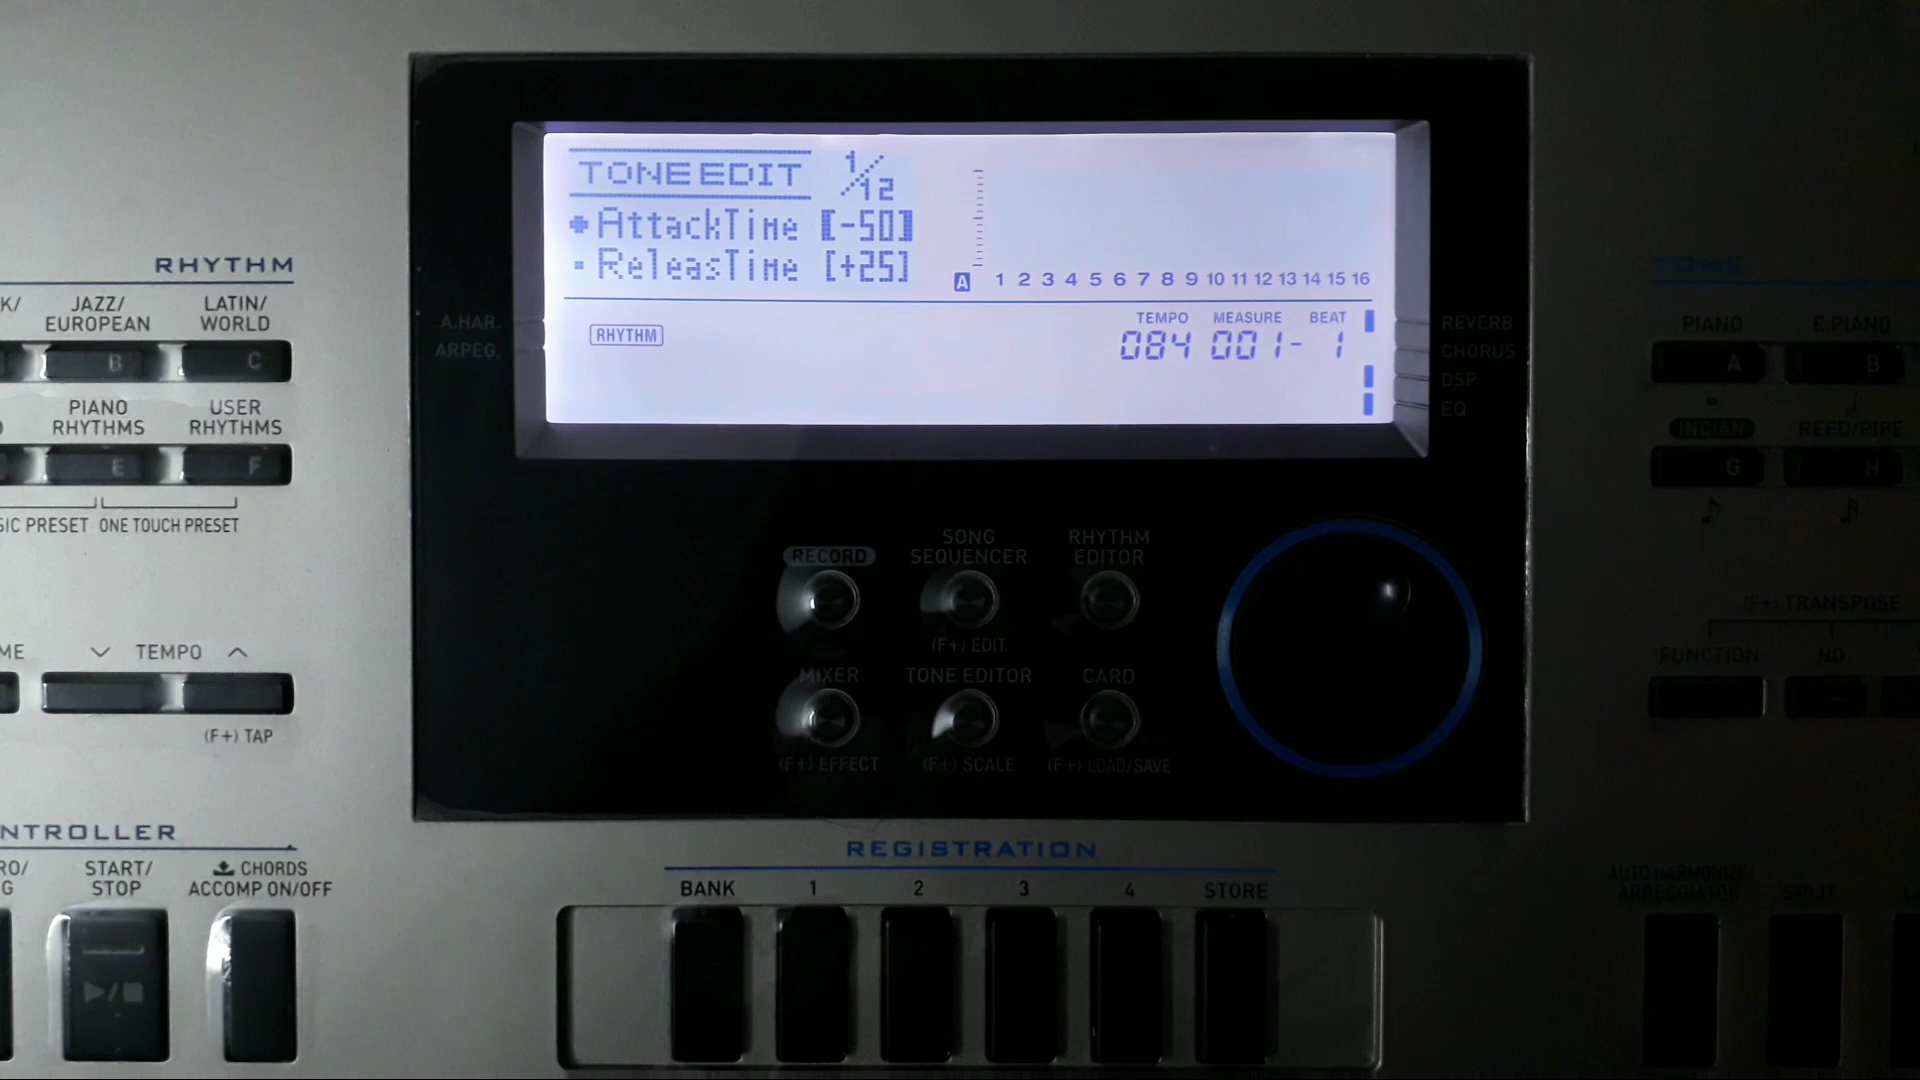 TONE EDIT 1/12
AttackTime [-50]
ReleasTime [+25]
A 1 2 3 4 5 6 7 8 9 10 11 12 13 14 15 16
RHYTHM
TEMPO MEASURE BEAT
084 001- 1
A.HAR.
ARPEG.
REVERB
CHORUS
DSP
EQ
RHYTHM
K/
JAZZ/
EUROPEAN
LATIN/
WORLD
B
C
PIANO
RHYTHMS
USER
RHYTHMS
E
F
SIC PRESET
ONE TOUCH PRESET
ME
TEMPO
(F+) TAP
NTROLLER
RO/
G
START/
STOP
CHORDS
ACCOMP ON/OFF
RECORD
SONG
SEQUENCER
RHYTHM
EDITOR
(F+) EDIT
MIXER
TONE EDITOR
CARD
(F+) EFFECT
(F+) SCALE
(F+) LOAD/SAVE
REGISTRATION
BANK 1 2 3 4 STORE
TONE
PIANO
E.PIANO
A
B
INDIAN
REED/PIPE
G
H
(F+) TRANSPOSE
FUNCTION
NO
AUTO HARMONIZE/
ARPEGGIATOR
SPLIT